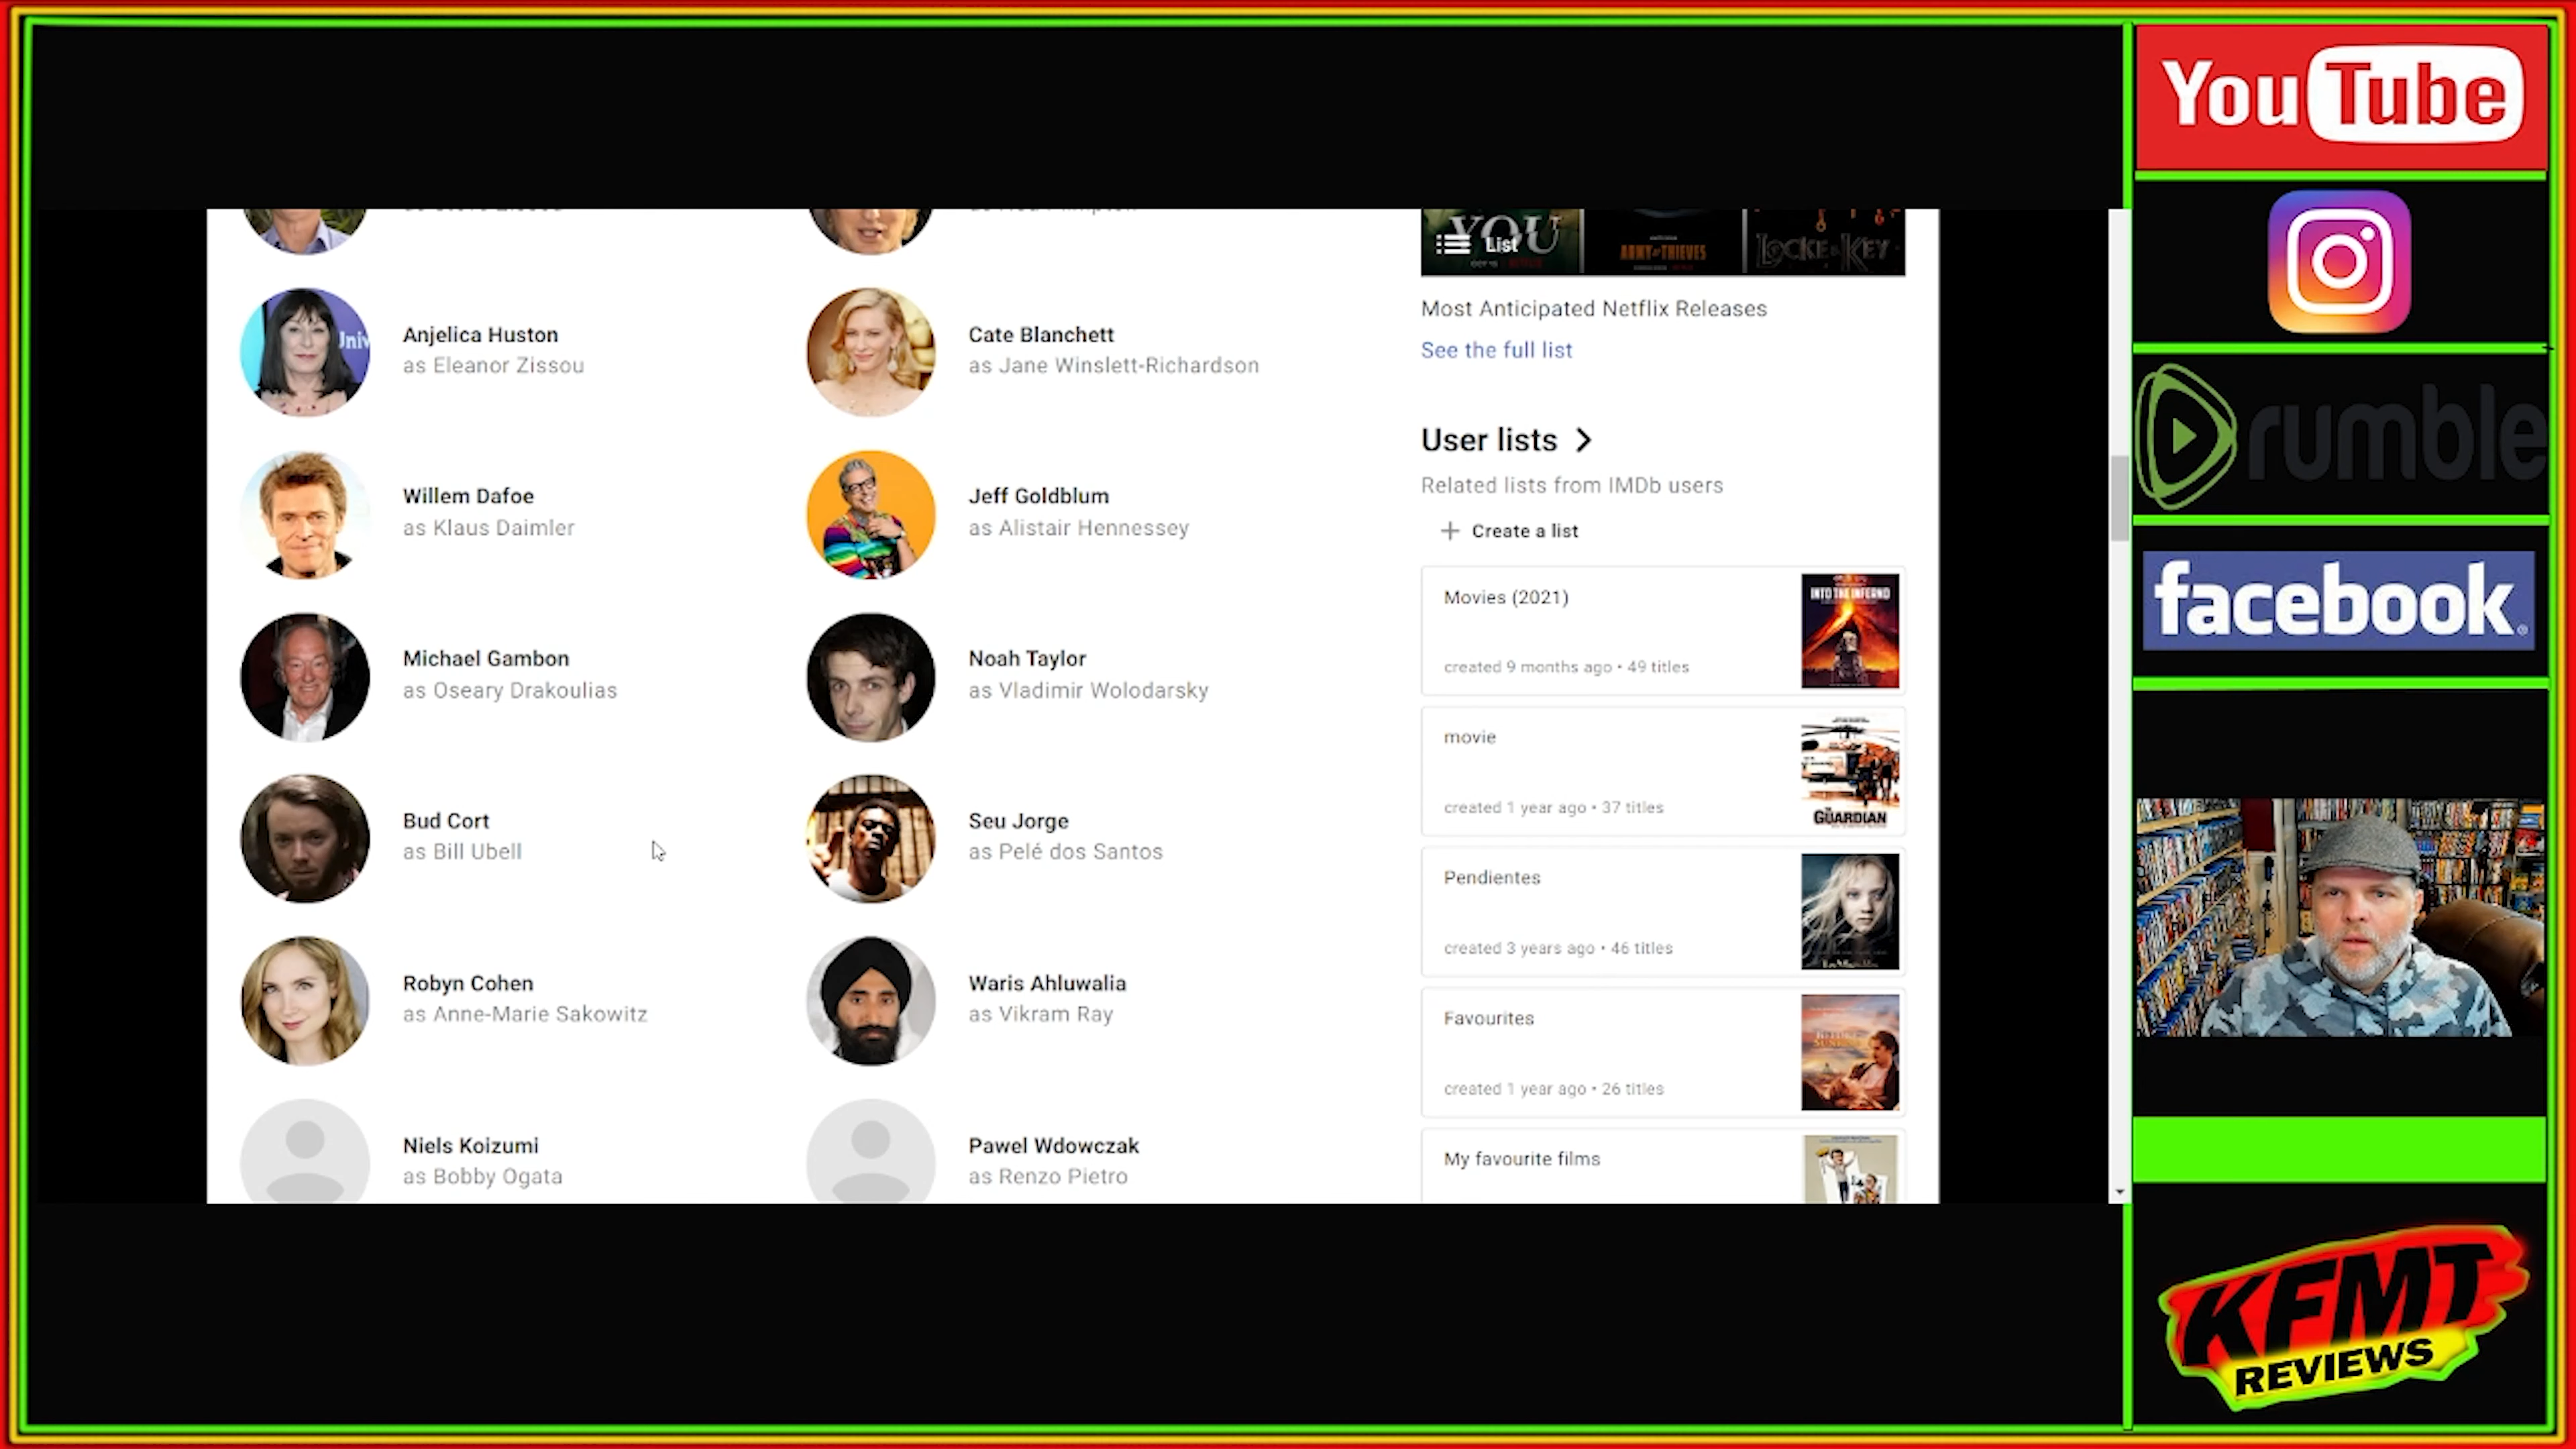 Anjelica Huston
as Eleanor Zissou
Cate Blanchett
as Jane Winslett-Richardson
Willem Dafoe
as Klaus Daimler
Jeff Goldblum
as Alistair Hennessey
Michael Gambon
as Oseary Drakoulias
Noah Taylor
as Vladimir Wolodarsky
Bud Cort
as Bill Ubell
Seu Jorge
as Pelé dos Santos
Robyn Cohen
as Anne-Marie Sakowitz
Waris Ahluwalia
as Vikram Ray
Niels Koizumi
as Bobby Ogata
Pawel Wdowczak
as Renzo Pietro
YOU
List
ARMY OF THIEVES
LOCKE & KEY
Most Anticipated Netflix Releases
See the full list
User lists
Related lists from IMDb users
Create a list
Movies (2021)
created 9 months ago • 49 titles
INTO THE INFERNO
movie
created 1 year ago • 37 titles
THE GUARDIAN
Pendientes
created 3 years ago • 46 titles
Favourites
created 1 year ago • 26 titles
My favourite films
YouTube
rumble
facebook
KFMT
REVIEWS